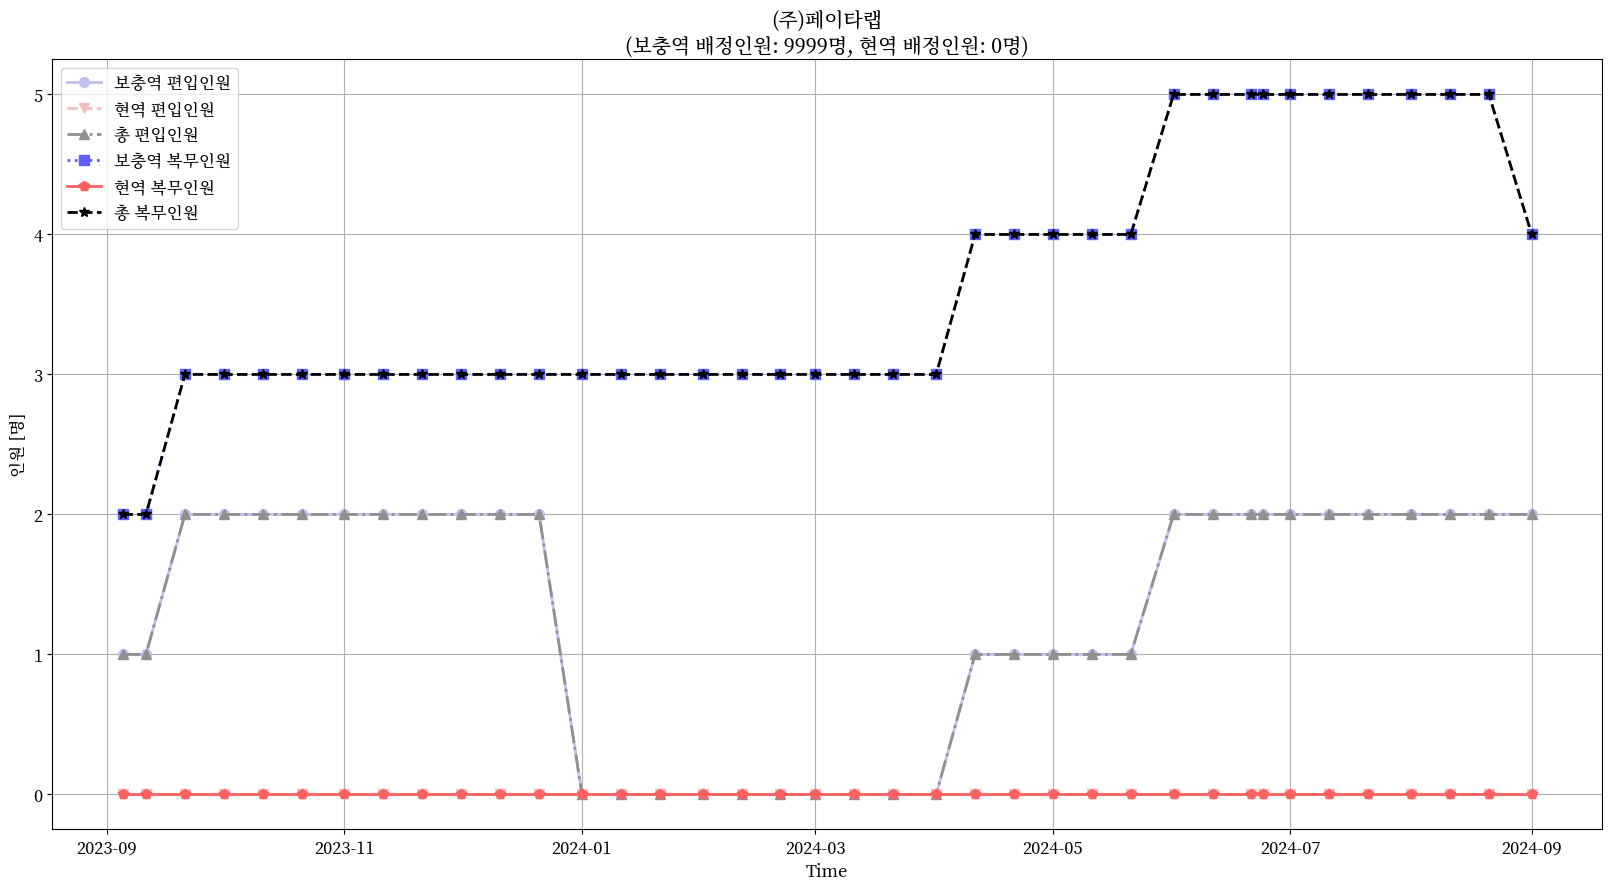 (주)페이타랩
(보충역 배정인원: 9999명, 현역 배정인원: 0명)
보충역 편입인원
현역 편입인원
총 편입인원
보충역 복무인원
현역 복무인원
총 복무인원
인원 [명]
5
4
3
2
1
0
2023-09
2023-11
2024-01
2024-03
2024-05
2024-07
2024-09
Time